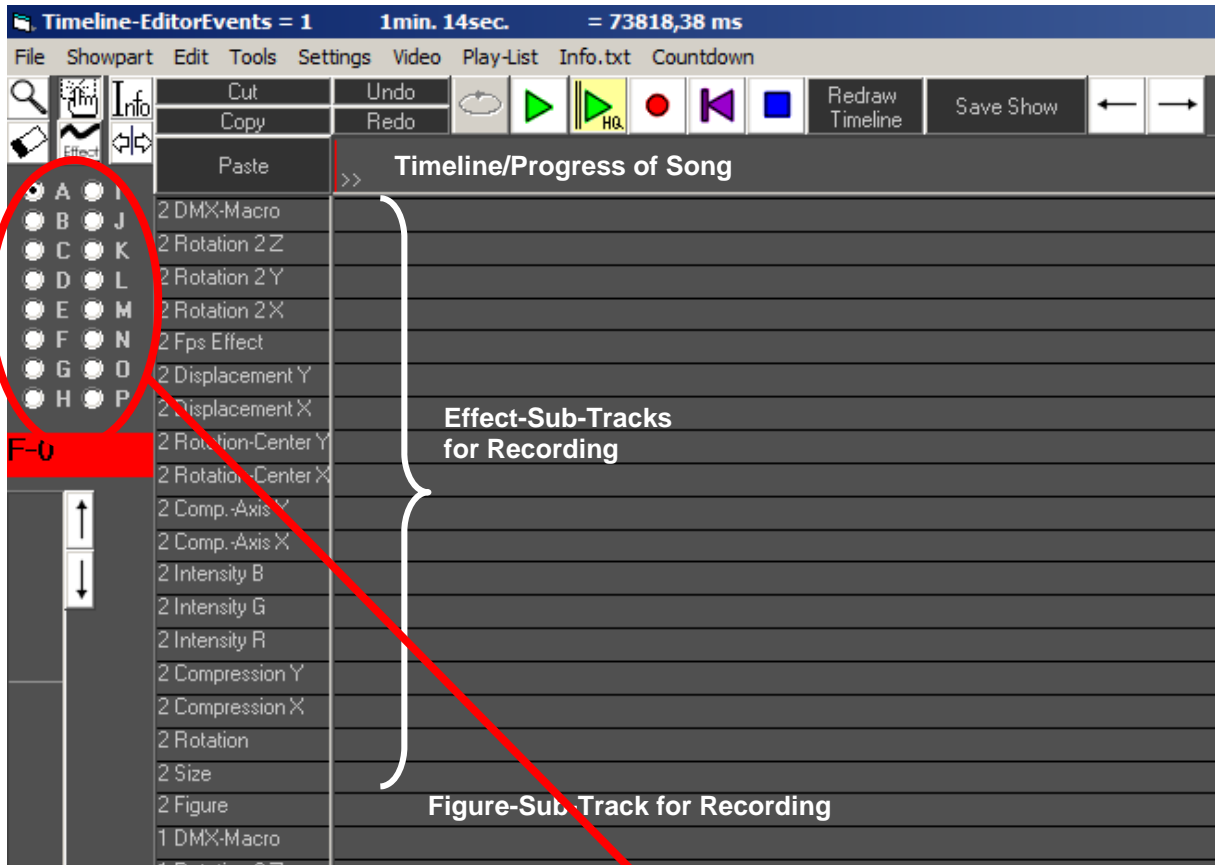 Timeline-EditorEvents = 1 1min. 14sec. = 73818,38 ms
File Showpart Edit Tools Settings Video Play-List Info.txt Countdown
Info Cut Undo HQ Redraw Timeline Save Show
Copy Redo
Effect
Paste >> Timeline/Progress of Song
A I
B J
C K
D L
E M
F N
G O
H P
F-0
2 DMX-Macro
2 Rotation 2 Z
2 Rotation 2 Y
2 Rotation 2 X
2 Fps Effect
2 Displacement Y
2 Displacement X
2 Rotation-Center Y
2 Rotation-Center X
2 Comp.-Axis Y
2 Comp.-Axis X
2 Intensity B
2 Intensity G
2 Intensity R
2 Compression Y
2 Compression X
2 Rotation
2 Size
2 Figure
1 DMX-Macro
Effect-Sub-Tracks
for Recording
Figure-Sub-Track for Recording